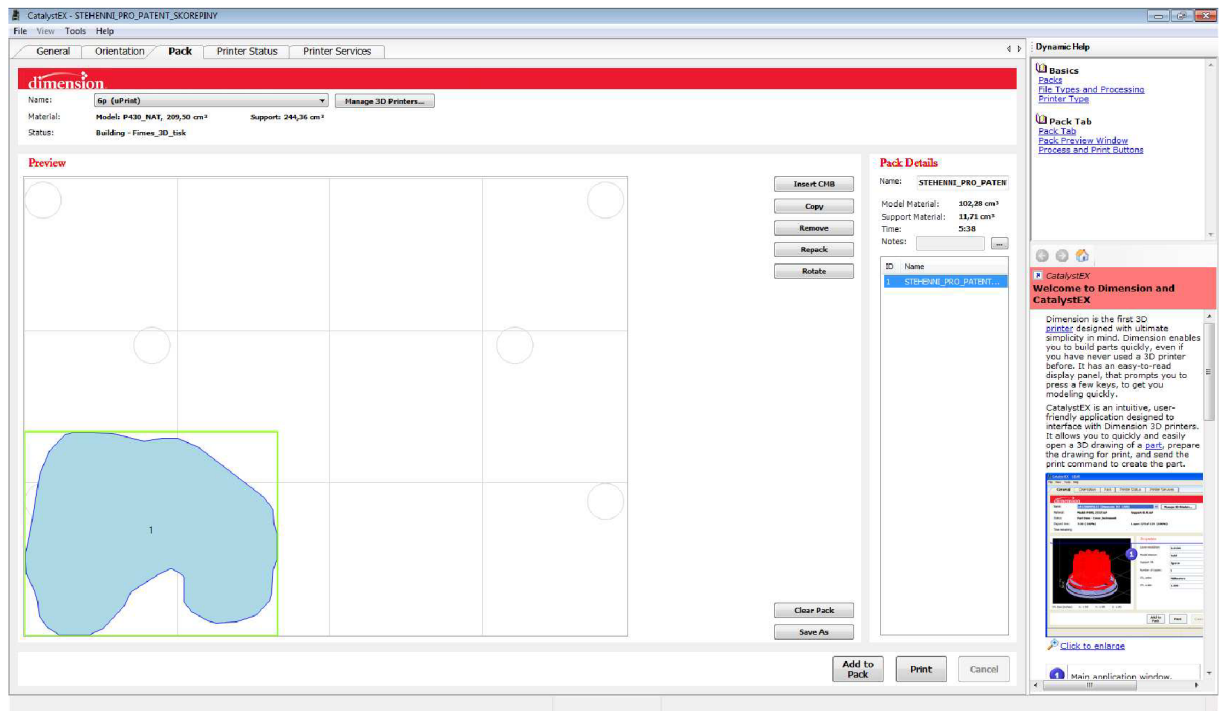 CatalystEX - STEHENNI_PRO_PATENT_SKOREPINY
File View Tools Help
General Orientation Pack Printer Status Printer Services
dimension
Name: 6p (uPrint) Manage 3D Printers...
Material: Model: P430_NAT, 209,50 cm³ Support: 244,36 cm³
Status: Building - Fimes_3D_tisk
Preview
1
Insert CMB
Copy
Remove
Repack
Rotate
Clear Pack
Save As
Pack Details
Name: STEHENNI_PRO_PATEN
Model Material: 102,28 cm³
Support Material: 11,71 cm³
Time: 5:38
Notes: ...
ID Name
1 STEHENNI_PRO_PATENT...
Add to Pack
Print
Cancel
Dynamic Help
Basics
Packs
File Types and Processing
Printer Type
Pack Tab
Pack Tab
Pack Preview Window
Process and Print Buttons
CatalystEX
Welcome to Dimension and
CatalystEX
Dimension is the first 3D
printer designed with ultimate
simplicity in mind. Dimension enables
you to build parts quickly, even if
you have never used a 3D printer
before. It has an easy-to-read
display panel, that prompts you to
press a few keys, to get you
modeling quickly.
CatalystEX is an intuitive, user-
friendly application designed to
interface with Dimension 3D printers.
It allows you to quickly and easily
open a 3D drawing of a part, prepare
the drawing for print, and send the
print command to create the part.
Click to enlarge
1 Main application window.